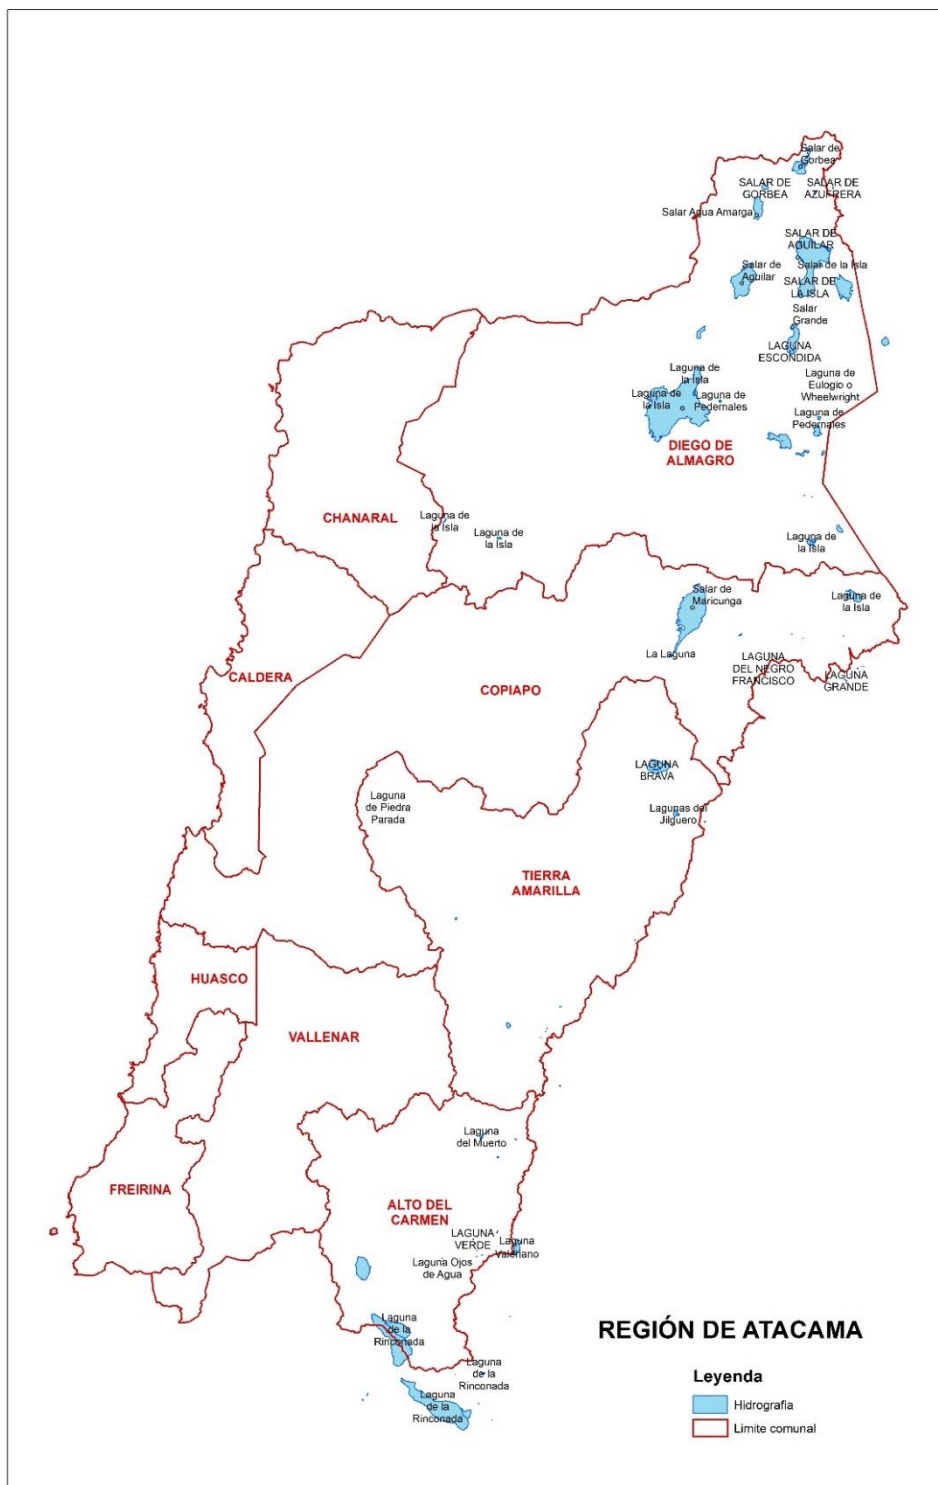 Salar de
Gorbea
SALAR DE
GORBEA
SALAR DE
AZUFRERA
Salar Agua Amarga
SALAR DE
AGUILAR
Salar de
Aguilar
Salar de la Isla
SALAR DE
LA ISLA
Salar
Grande
LAGUNA
ESCONDIDA
Laguna de
la Isla
Laguna de
Eulogio o
Wheelwright
Laguna de
la Isla
Laguna de
Pedernales
Laguna de
Pedernales
DIEGO DE
ALMAGRO
CHANARAL
Laguna de
la Isla
Laguna de
la Isla
Laguna de
la Isla
Salar de
Maricunga
Laguna de
la Isla
La Laguna
LAGUNA
DEL NEGRO
FRANCISCO
LAGUNA
GRANDE
CALDERA
COPIAPO
LAGUNA
BRAVA
Laguna
de Piedra
Parada
Lagunas del
Jilguero
TIERRA
AMARILLA
HUASCO
VALLENAR
Laguna
del Muerto
FREIRINA
ALTO DEL
CARMEN
LAGUNA
VERDE
Laguna
Valeriano
Laguna Ojos
de Agua
Laguna
de la
Rinconada
REGIÓN DE ATACAMA
Laguna
de la
Rinconada
Laguna
de la
Rinconada
Leyenda
Hidrografia
Limite comunal